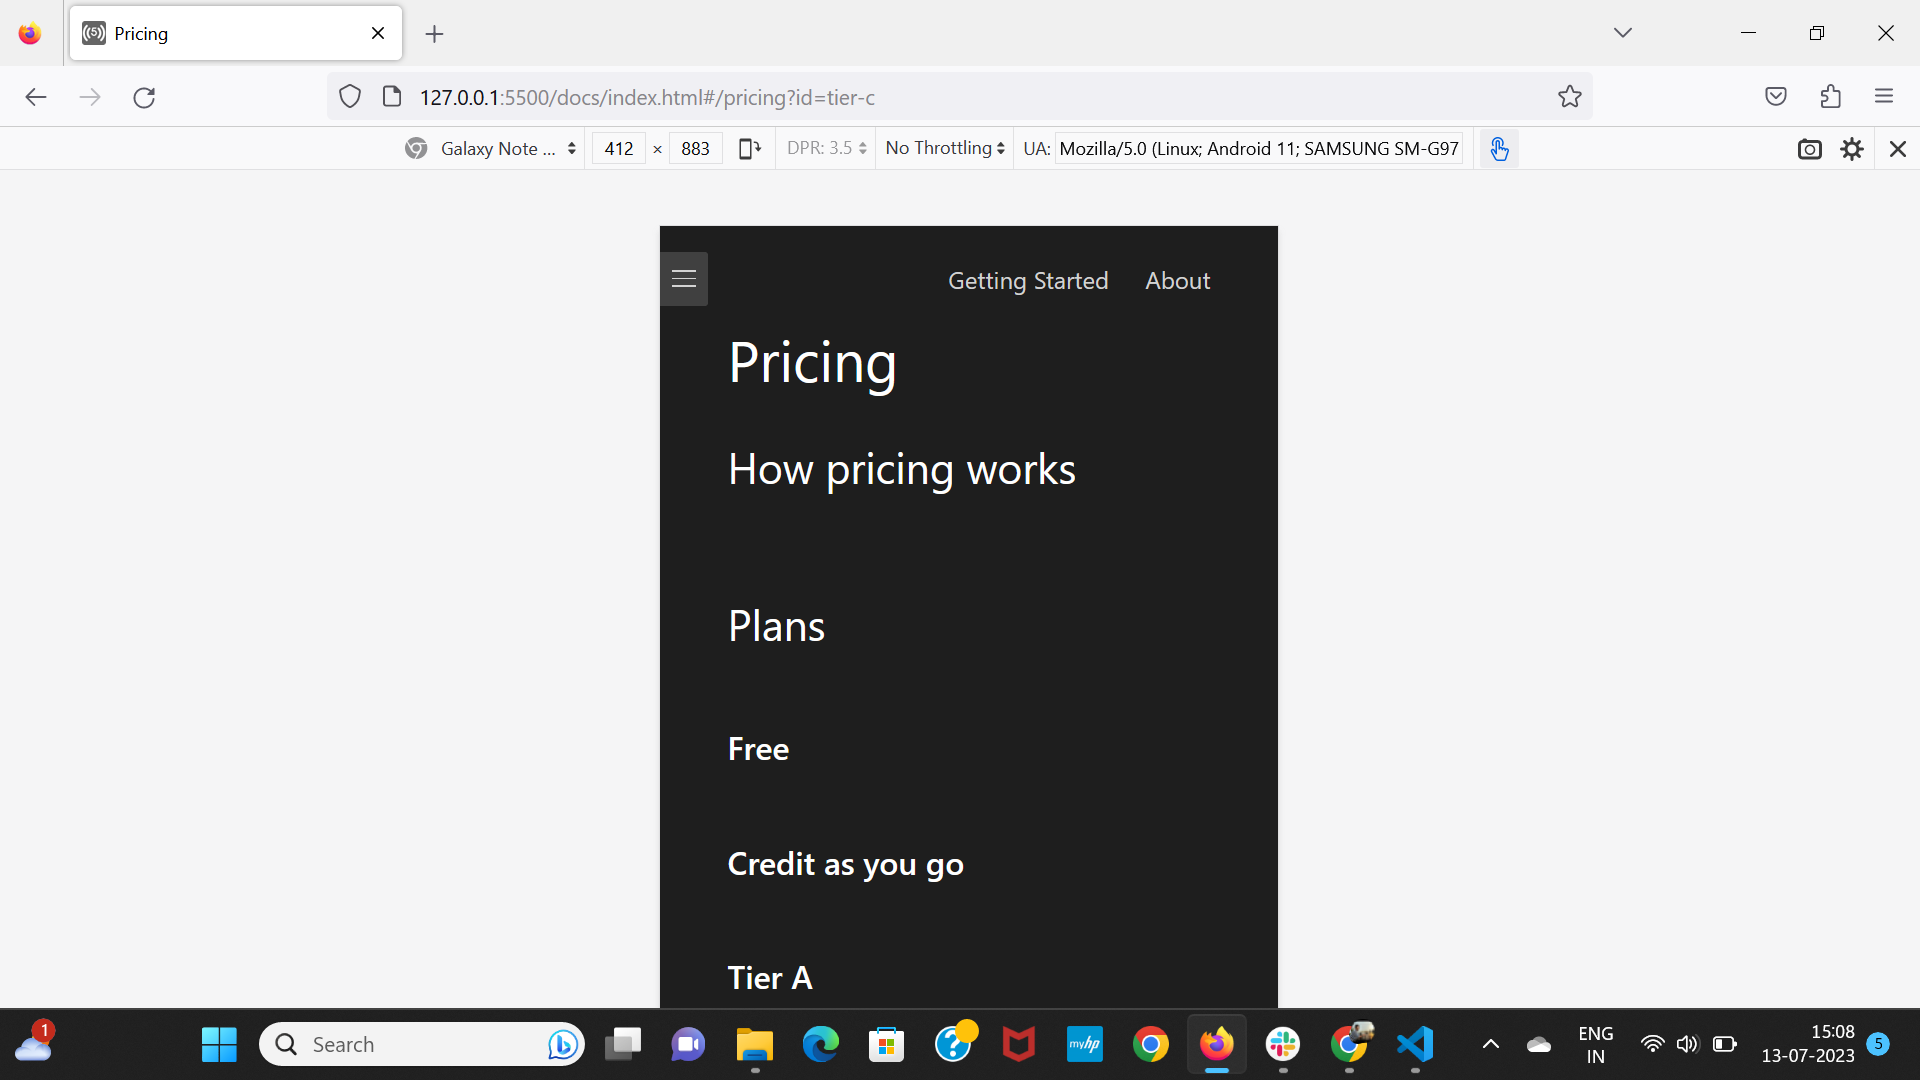 Pricing
127.0.0.1:5500/docs/index.html#/pricing?id=tier-c
Galaxy Note ... 412 × 883 DPR: 3.5 No Throttling UA: Mozilla/5.0 (Linux; Android 11; SAMSUNG SM-G97
Getting Started About
Pricing
How pricing works
Plans
Free
Credit as you go
Tier A
1
Search
myhp
ENG
IN
15:08
13-07-2023
5